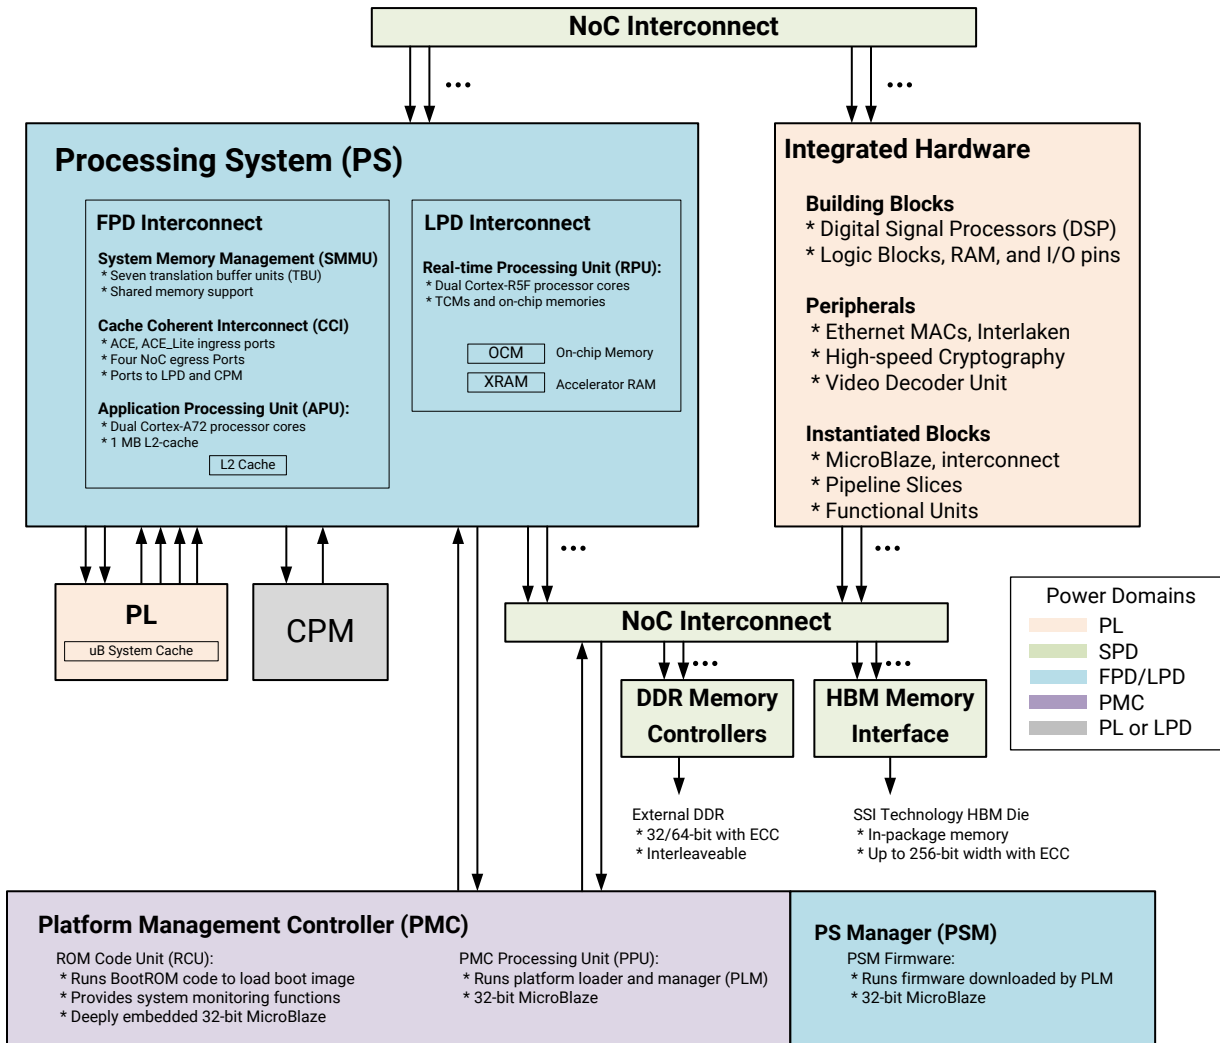 NoC Interconnect
...
...
Processing System (PS)
FPD Interconnect
System Memory Management (SMMU)
* Seven translation buffer units (TBU)
* Shared memory support
Cache Coherent Interconnect (CCI)
* ACE, ACE_Lite ingress ports
* Four NoC egress Ports
* Ports to LPD and CPM
Application Processing Unit (APU):
* Dual Cortex-A72 processor cores
* 1 MB L2-cache
L2 Cache
LPD Interconnect
Real-time Processing Unit (RPU):
* Dual Cortex-R5F processor cores
* TCMs and on-chip memories
OCM On-chip Memory
XRAM Accelerator RAM
Integrated Hardware
Building Blocks
* Digital Signal Processors (DSP)
* Logic Blocks, RAM, and I/O pins
Peripherals
* Ethernet MACs, Interlaken
* High-speed Cryptography
* Video Decoder Unit
Instantiated Blocks
* MicroBlaze, interconnect
* Pipeline Slices
* Functional Units
...
...
PL
uB System Cache
CPM
NoC Interconnect
...
...
DDR Memory
Controllers
HBM Memory
Interface
External DDR
* 32/64-bit with ECC
* Interleaveable
SSI Technology HBM Die
* In-package memory
* Up to 256-bit width with ECC
Power Domains
PL
SPD
FPD/LPD
PMC
PL or LPD
Platform Management Controller (PMC)
ROM Code Unit (RCU):
* Runs BootROM code to load boot image
* Provides system monitoring functions
* Deeply embedded 32-bit MicroBlaze
PMC Processing Unit (PPU):
* Runs platform loader and manager (PLM)
* 32-bit MicroBlaze
PS Manager (PSM)
PSM Firmware:
* Runs firmware downloaded by PLM
* 32-bit MicroBlaze